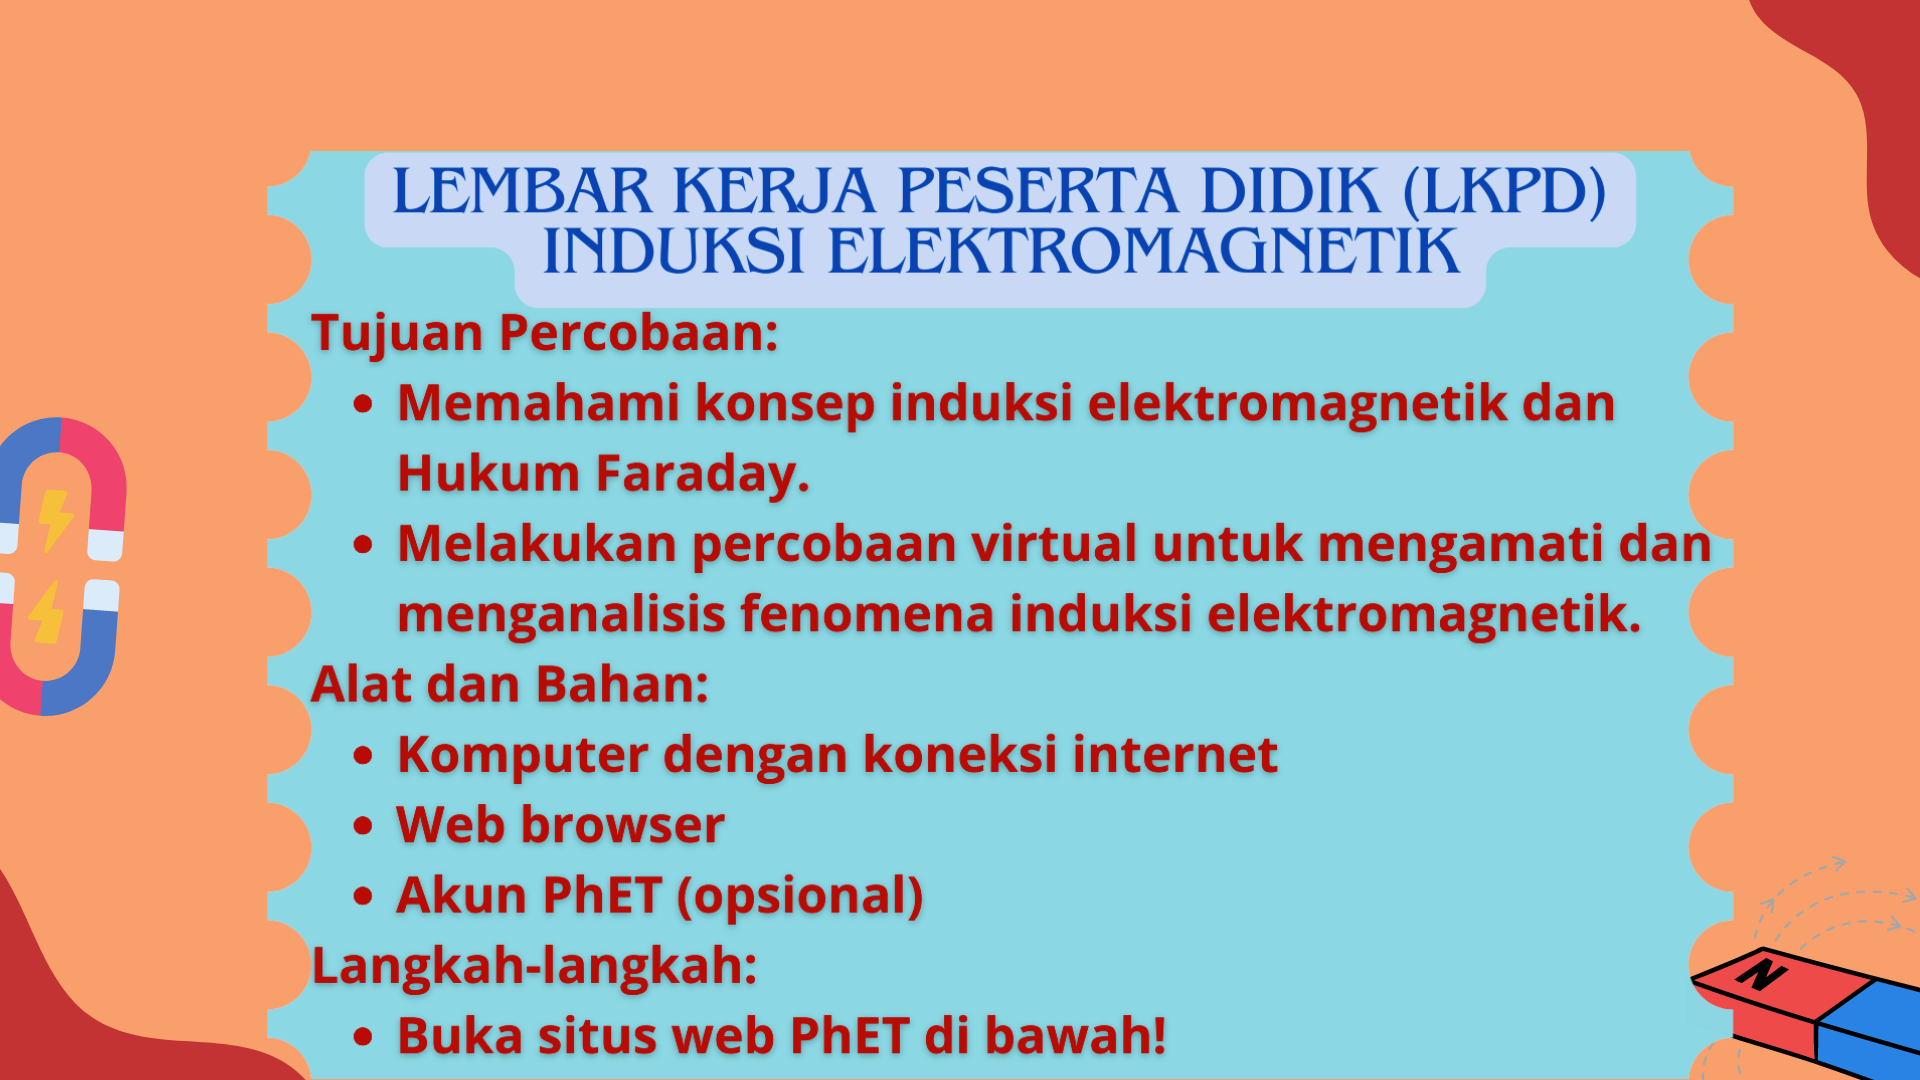 LEMBAR KERJA PESERTA DIDIK (LKPD)
INDUKSI ELEKTROMAGNETIK
Tujuan Percobaan:
• Memahami konsep induksi elektromagnetik dan
Hukum Faraday.
• Melakukan percobaan virtual untuk mengamati dan
menganalisis fenomena induksi elektromagnetik.
Alat dan Bahan:
• Komputer dengan koneksi internet
• Web browser
• Akun PhET (opsional)
Langkah-langkah:
• Buka situs web PhET di bawah!
N